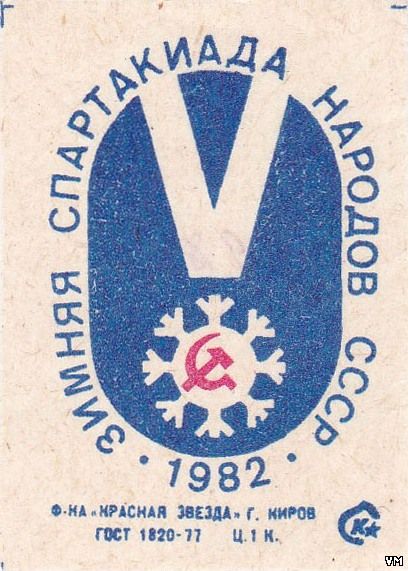 ЗИМНЯЯ СПАРТАКИАДА НАРОДОВ СССР
V
• 1982 •
Ф-КА «КРАСНАЯ ЗВЕЗДА» Г. КИРОВ
ГОСТ 1820-77 Ц. 1 К.
К
VM